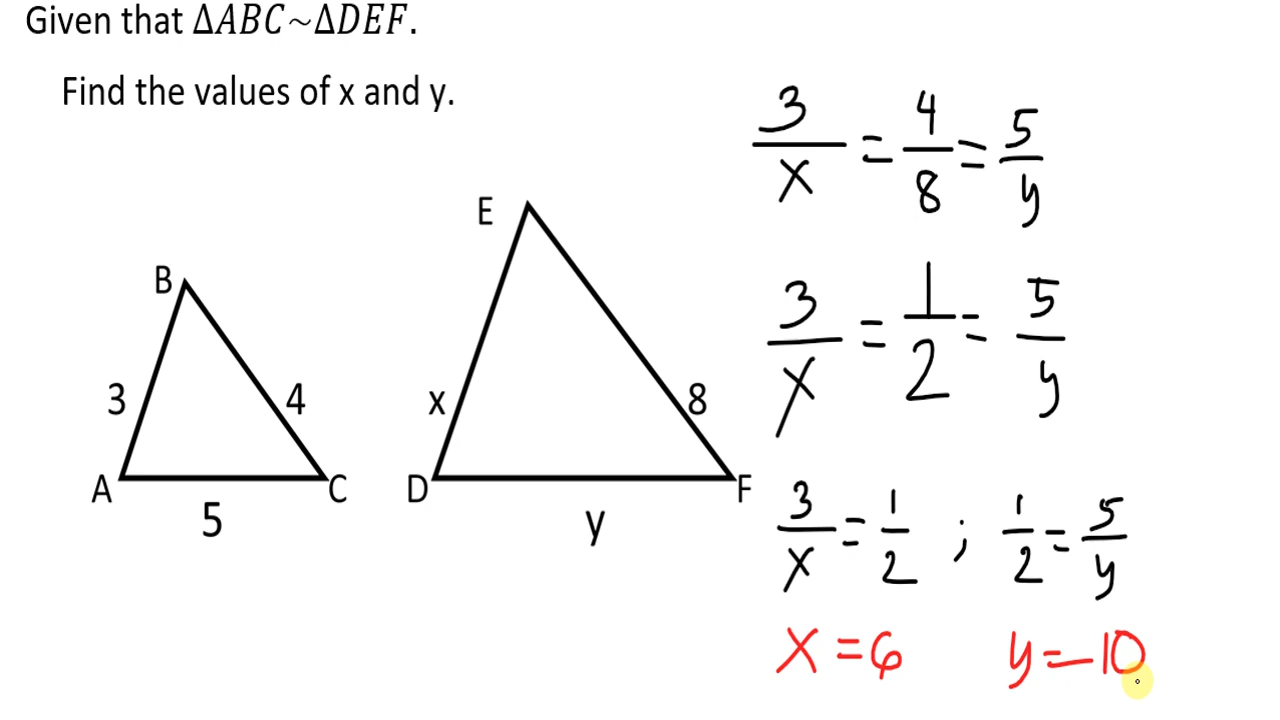 Given that ΔABC~ΔDEF.
Find the values of x and y.
3/x = 4/8 = 5/y
3/x = 1/2 = 5/y
3/x = 1/2 ; 1/2 = 5/y
x = 6 y = 10
B
3
4
A
C
5
E
x
8
D
F
y